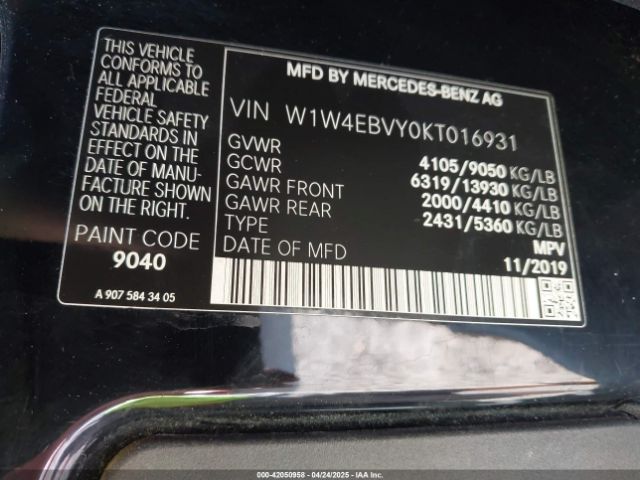 THIS VEHICLE
CONFORMS TO
ALL APPLICABLE
FEDERAL
VEHICLE SAFETY
STANDARDS IN
EFFECT ON THE
DATE OF MANU-
FACTURE SHOWN
ON THE RIGHT.
PAINT CODE
9040
A 907 584 34 05
MFD BY MERCEDES-BENZ AG
VIN W1W4EBVY0KT016931
GVWR 4105/9050 KG/LB
GCWR 6319/13930 KG/LB
GAWR FRONT 2000/4410 KG/LB
GAWR REAR 2431/5360 KG/LB
TYPE MPV
DATE OF MFD 11/2019
000-42050958 - 04/24/2025 - IAAI.COM